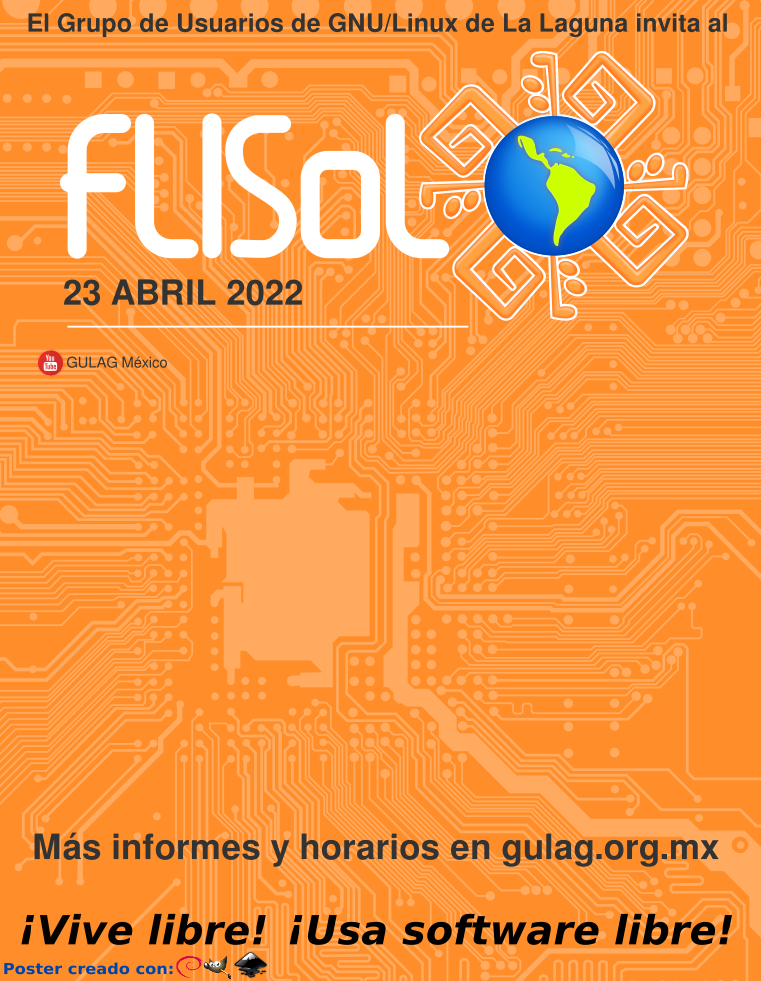 El Grupo de Usuarios de GNU/Linux de La Laguna invita al
FLISoL
23 ABRIL 2022
You Tube GULAG México
Más informes y horarios en gulag.org.mx
¡Vive libre! ¡Usa software libre!
Poster creado con: